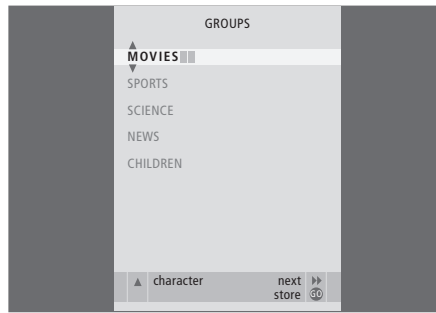 GROUPS
MOVIES
SPORTS
SCIENCE
NEWS
CHILDREN
character next
store GO